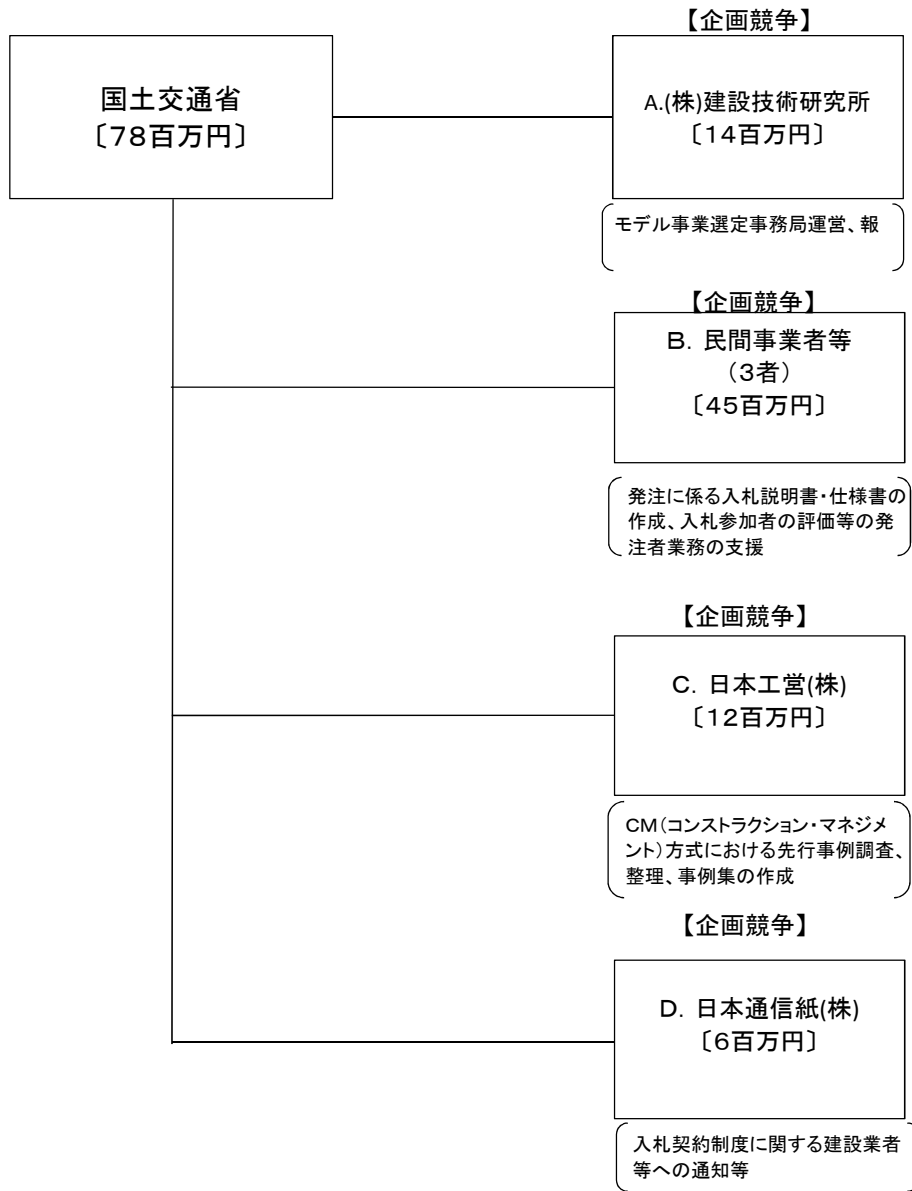 【企画競争】
国土交通省
〔78百万円〕
A.(株)建設技術研究所
〔14百万円〕
モデル事業選定事務局運営、報
【企画競争】
B．民間事業者等
（3者）
〔45百万円〕
発注に係る入札説明書・仕様書の
作成、入札参加者の評価等の発
注者業務の支援
【企画競争】
C．日本工営(株)
〔12百万円〕
CM（コンストラクション・マネジメ
ント）方式における先行事例調査、
整理、事例集の作成
【企画競争】
D．日本通信紙(株)
〔6百万円〕
入札契約制度に関する建設業者
等への通知等